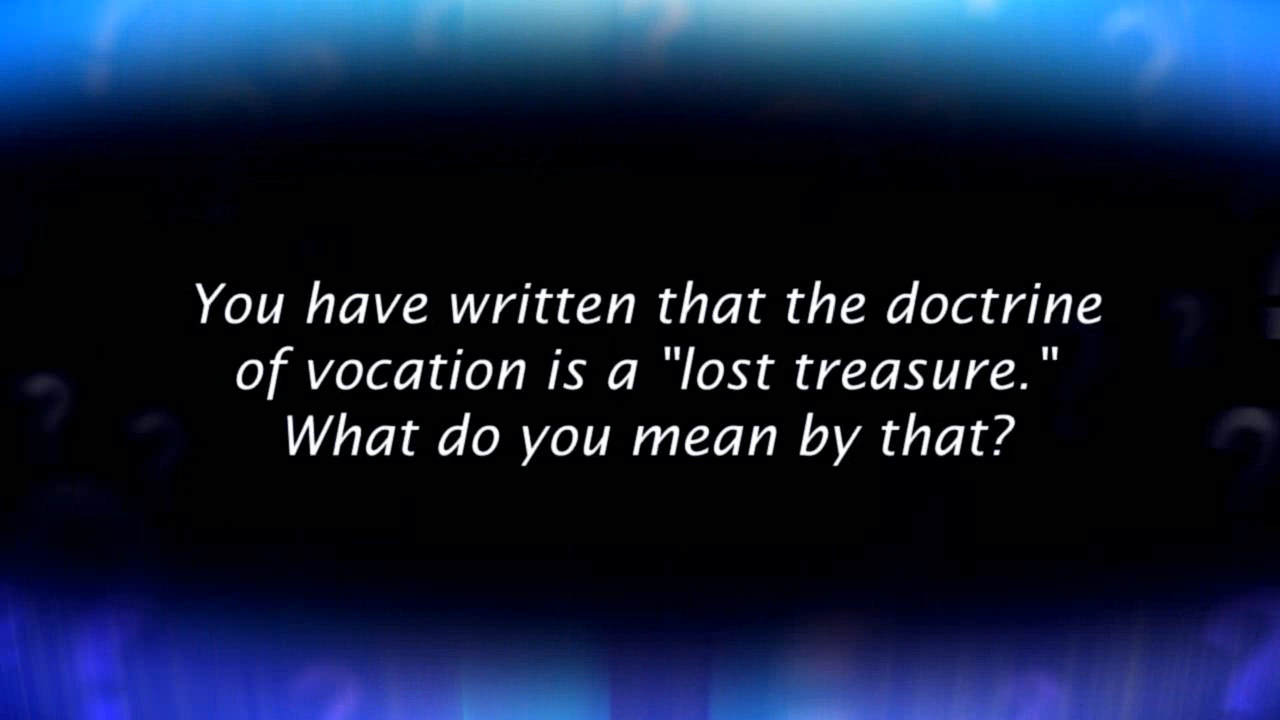 You have written that the doctrine
of vocation is a "lost treasure."
What do you mean by that?